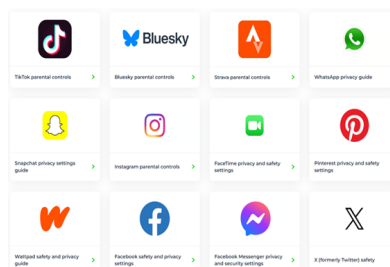 Bluesky
TikTok parental controls
Bluesky parental controls
Strava parental controls
WhatsApp privacy guide
Snapchat privacy settings
guide
Instagram parental controls
FaceTime privacy and safety
settings
Pinterest privacy and safety
settings
Wattpad safety and privacy
guide
Facebook safety and privacy
settings
Facebook Messenger privacy
and security settings
X (formerly Twitter) safety